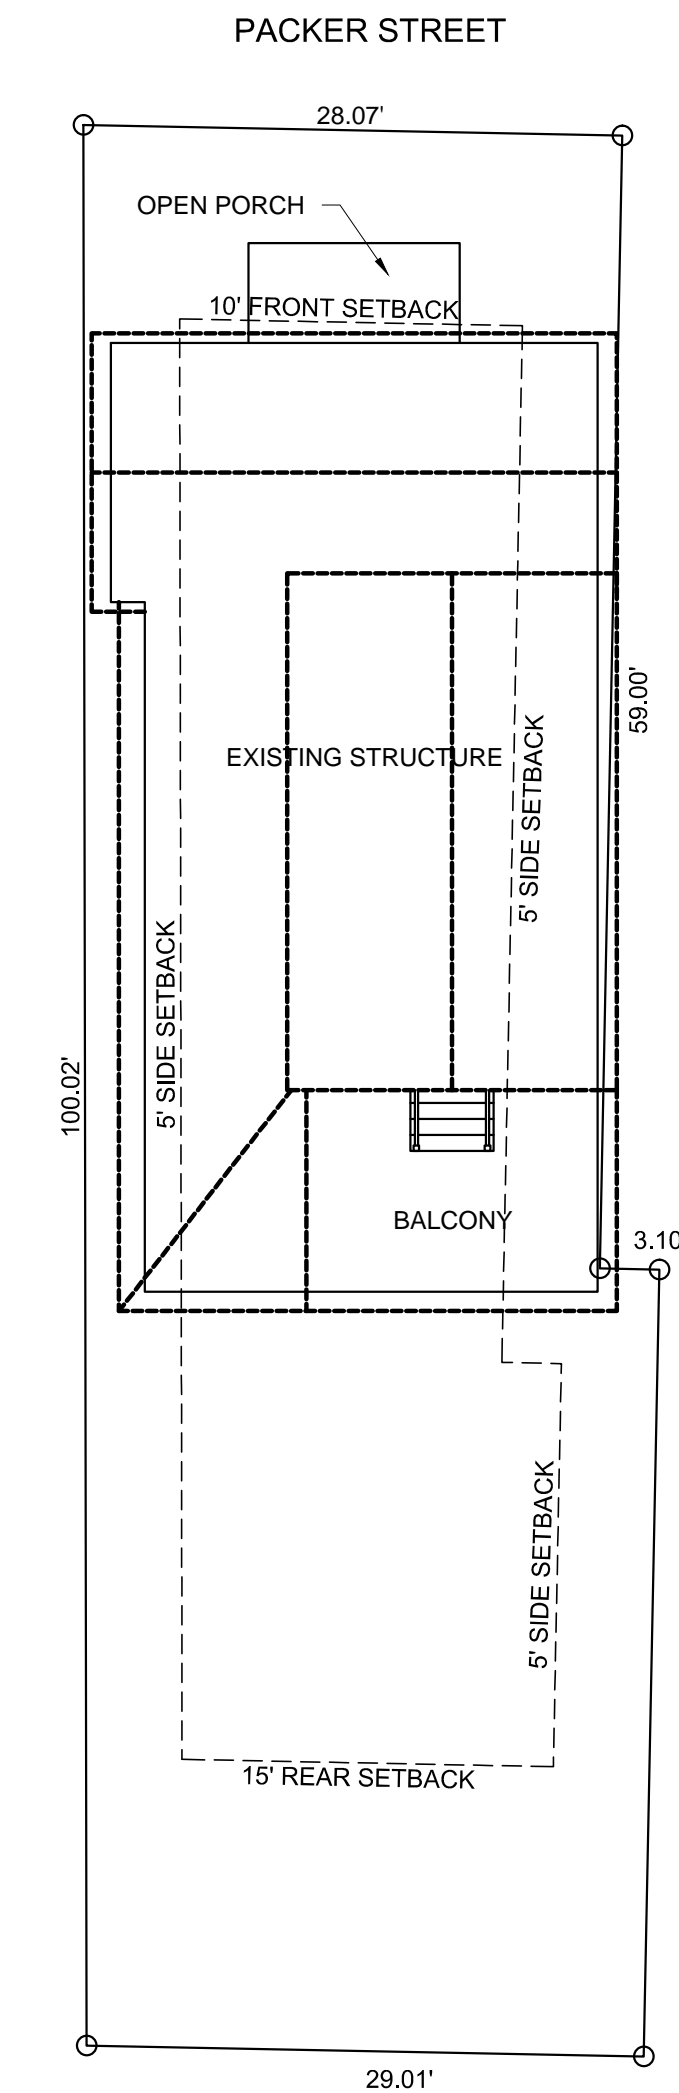 PACKER STREET
28.07'
OPEN PORCH
10' FRONT SETBACK
59.00'
EXISTING STRUCTURE
5' SIDE SETBACK
5' SIDE SETBACK
100.02'
BALCONY
3.10
5' SIDE SETBACK
15' REAR SETBACK
29.01'